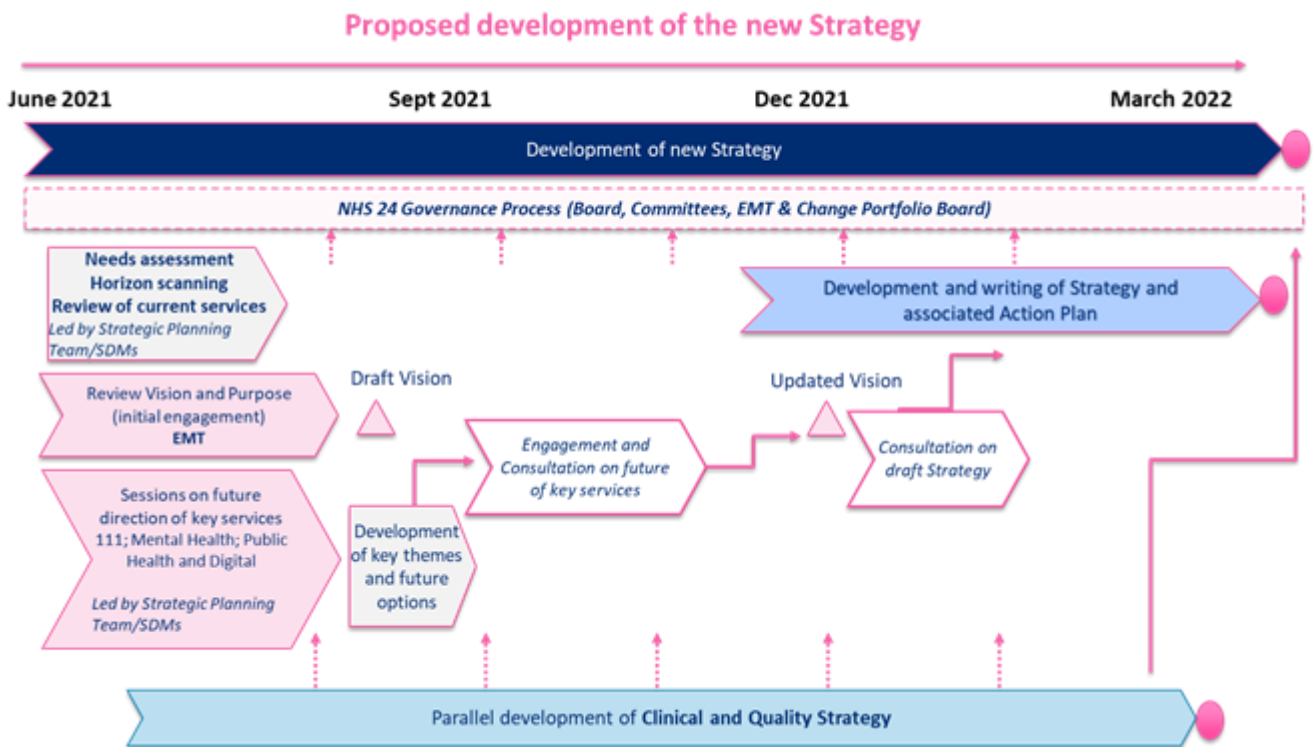 Proposed development of the new Strategy
June 2021
Sept 2021
Dec 2021
March 2022
Development of new Strategy
NHS 24 Governance Process (Board, Committees, EMT & Change Portfolio Board)
Needs assessment
Horizon scanning
Review of current services
Led by Strategic Planning
Team/SDMs
Development and writing of Strategy and
associated Action Plan
Review Vision and Purpose
(initial engagement)
EMT
Draft Vision
Updated Vision
Engagement and
Consultation on future
of key services
Consultation on
draft Strategy
Sessions on future
direction of key services
111; Mental Health; Public
Health and Digital
Led by Strategic Planning
Team/SDMs
Development
of key themes
and future
options
Parallel development of Clinical and Quality Strategy